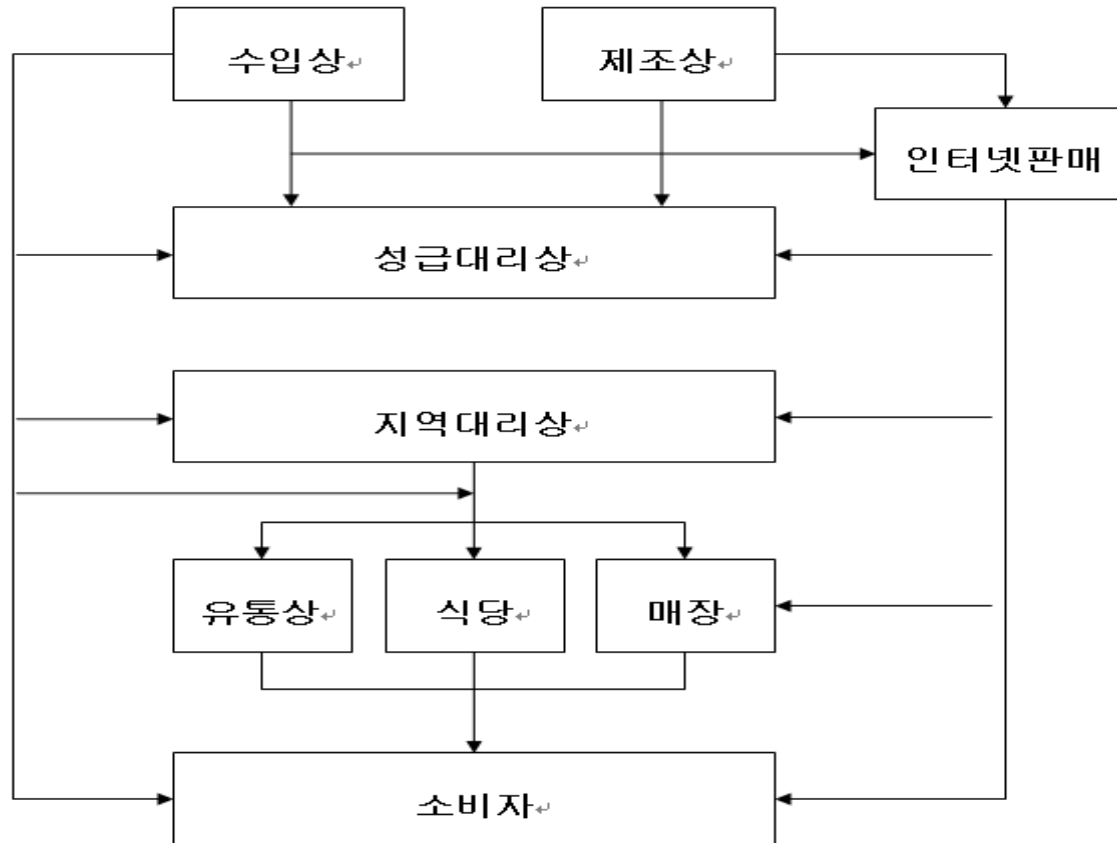 수입상
제조상
인터넷판매
성급대리상
지역대리상
유통상
식당
매장
소비자